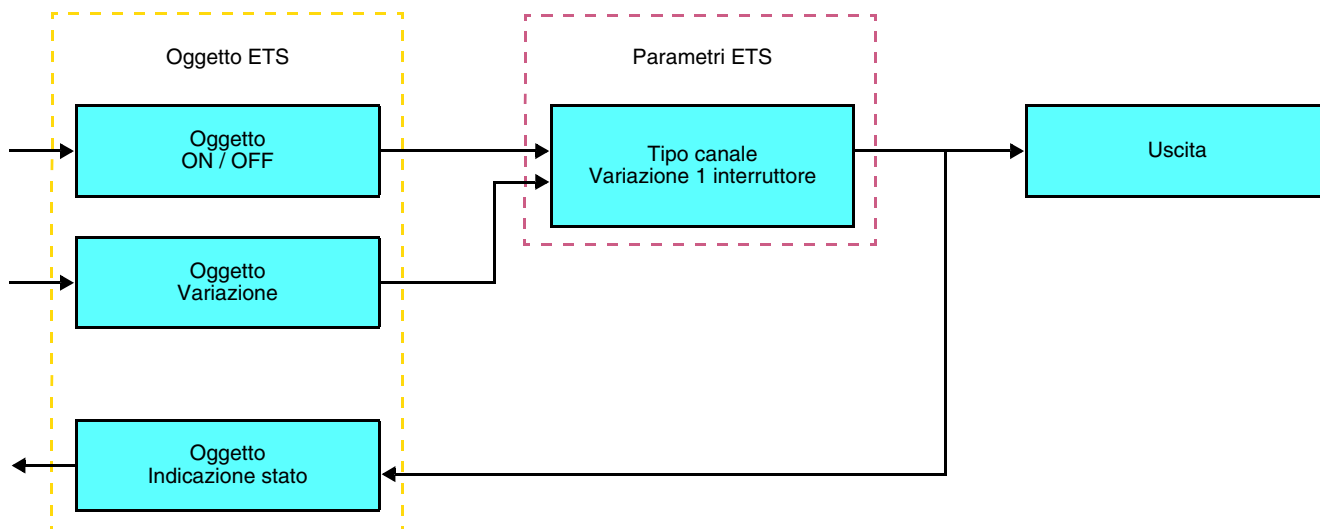 Oggetto ETS
Parametri ETS
Oggetto
ON / OFF
Tipo canale
Variazione 1 interruttore
Uscita
Oggetto
Variazione
Oggetto
Indicazione stato